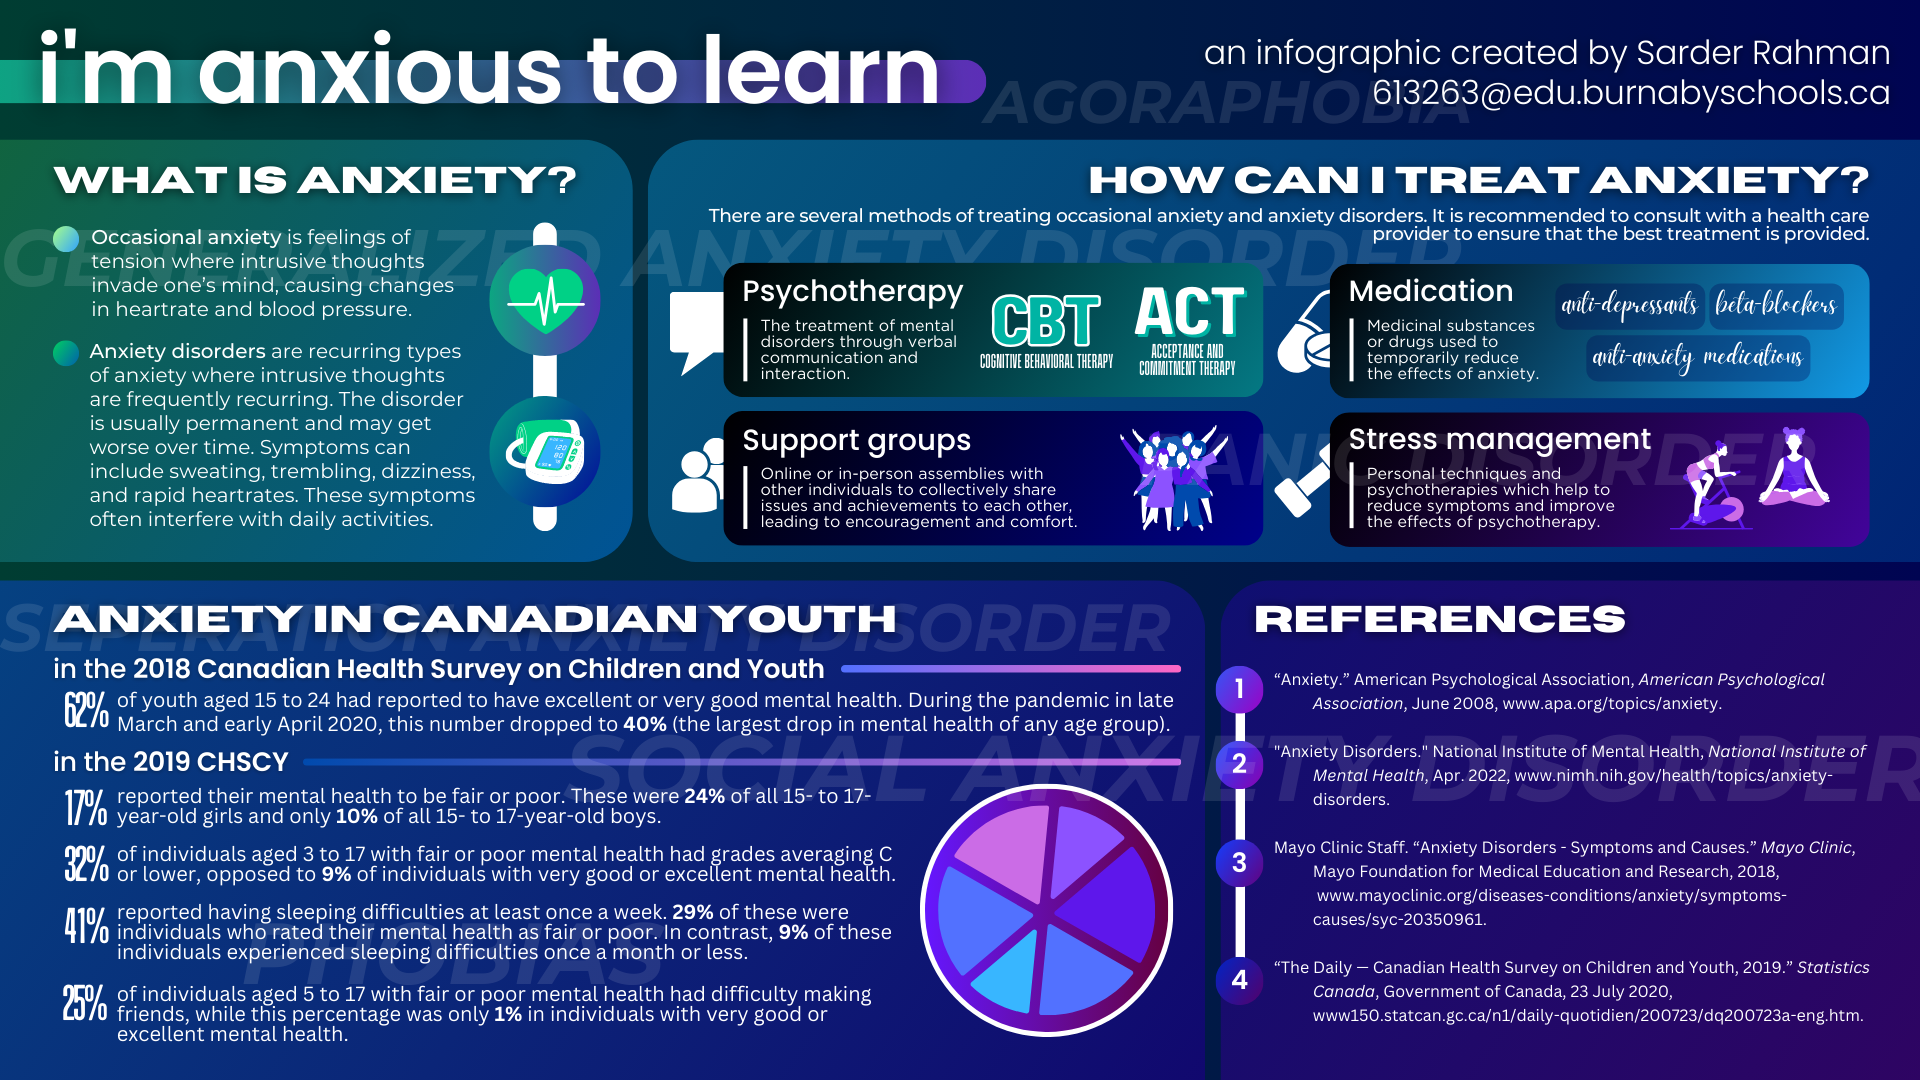 i'm anxious to learn
an infographic created by Sarder Rahman
613263@edu.burnabyschools.ca
AGORAPHOBIA
WHAT IS ANXIETY?
GENERALIZED ANXIETY DISORDER
Occasional anxiety is feelings of
tension where intrusive thoughts
invade one's mind, causing changes
in heartrate and blood pressure.
Anxiety disorders are recurring types
of anxiety where intrusive thoughts
are frequently recurring. The disorder
is usually permanent and may get
worse over time. Symptoms can
include sweating, trembling, dizziness,
and rapid heartrates. These symptoms
often interfere with daily activities.
HOW CAN I TREAT ANXIETY?
There are several methods of treating occasional anxiety and anxiety disorders. It is recommended to consult with a health care
provider to ensure that the best treatment is provided.
Psychotherapy
The treatment of mental
disorders through verbal
communication and
interaction.
CBT
COGNITIVE BEHAVIORAL THERAPY
ACT
ACCEPTANCE AND
COMMITMENT THERAPY
Medication
Medicinal substances
or drugs used to
temporarily reduce
the effects of anxiety.
anti-depressants
beta-blockers
anti-anxiety medications
Support groups
Online or in-person assemblies with
other individuals to collectively share
issues and achievements to each other,
leading to encouragement and comfort.
PANIC DISORDER
Stress management
Personal techniques and
psychotherapies which help to
reduce symptoms and improve
the effects of psychotherapy.
SEPERATION ANXIETY DISORDER
ANXIETY IN CANADIAN YOUTH
in the 2018 Canadian Health Survey on Children and Youth
62% of youth aged 15 to 24 had reported to have excellent or very good mental health. During the pandemic in late
March and early April 2020, this number dropped to 40% (the largest drop in mental health of any age group).
SOCIAL ANXIETY DISORDER
in the 2019 CHSCY
17% reported their mental health to be fair or poor. These were 24% of all 15- to 17-
year-old girls and only 10% of all 15- to 17-year-old boys.
32% of individuals aged 3 to 17 with fair or poor mental health had grades averaging C
or lower, opposed to 9% of individuals with very good or excellent mental health.
41% reported having sleeping difficulties at least once a week. 29% of these were
individuals who rated their mental health as fair or poor. In contrast, 9% of these
individuals experienced sleeping difficulties once a month or less.
PHOBIAS
25% of individuals aged 5 to 17 with fair or poor mental health had difficulty making
friends, while this percentage was only 1% in individuals with very good or
excellent mental health.
REFERENCES
1 “Anxiety.” American Psychological Association, American Psychological
Association, June 2008, www.apa.org/topics/anxiety.
2 "Anxiety Disorders." National Institute of Mental Health, National Institute of
Mental Health, Apr. 2022, www.nimh.nih.gov/health/topics/anxiety-
disorders.
3 Mayo Clinic Staff. “Anxiety Disorders - Symptoms and Causes.” Mayo Clinic,
Mayo Foundation for Medical Education and Research, 2018,
www.mayoclinic.org/diseases-conditions/anxiety/symptoms-
causes/syc-20350961.
4 “The Daily — Canadian Health Survey on Children and Youth, 2019.” Statistics
Canada, Government of Canada, 23 July 2020,
www150.statcan.gc.ca/n1/daily-quotidien/200723/dq200723a-eng.htm.